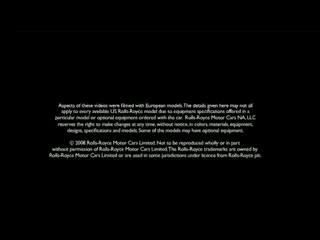 Aspects of these videos were filmed with European models. The details given here may not all
apply to every available US Rolls-Royce model due to equipment specifications offered in a
particular model or optional equipment ordered with the car. Rolls-Royce Motor Cars NA, LLC
reserves the right to make changes at any time, without notice, in colors, materials, equipment,
designs, specifications and models. Some of the models may have optional equipment.
© 2008 Rolls-Royce Motor Cars Limited. Not to be reproduced wholly or in part
without permission of Rolls-Royce Motor Cars Limited. The Rolls-Royce trademarks are owned by
Rolls-Royce Motor Cars Limited or are used in some jurisdictions under licence from Rolls-Royce plc.